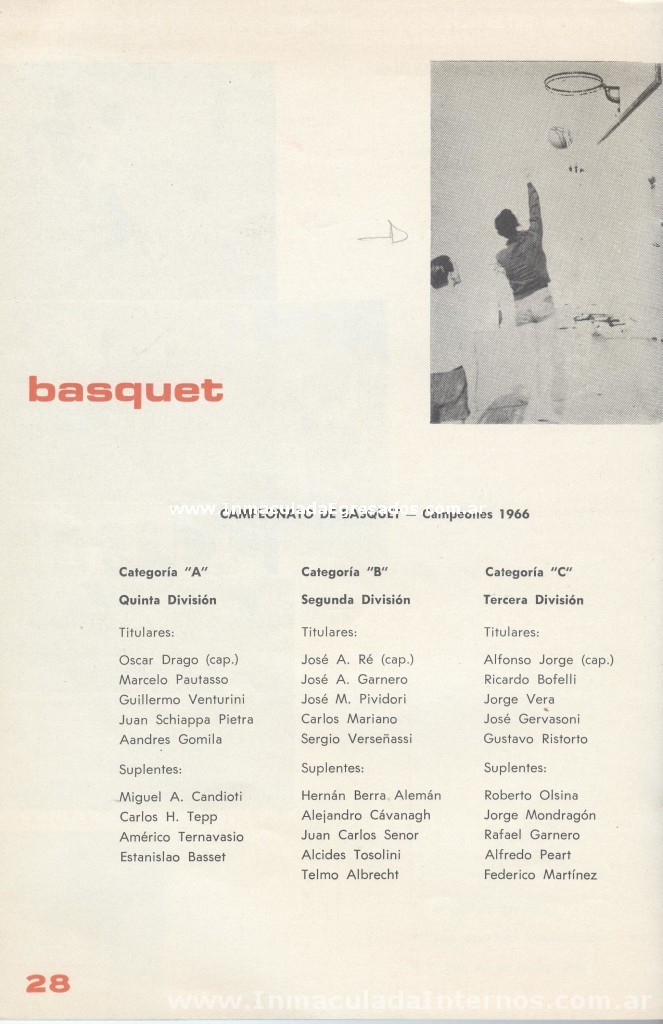 basquet
www.InmaculadaEgresados.com.ar
CAMPEONATO DE BASQUET — Campeones 1966
Categoría "A"
Quinta División
Titulares:
Oscar Drago (cap.)
Marcelo Pautasso
Guillermo Venturini
Juan Schiappa Pietra
Aandres Gomila
Suplentes:
Miguel A. Candioti
Carlos H. Tepp
Américo Ternavasio
Estanislao Basset
Categoría "B"
Segunda División
Titulares:
José A. Ré (cap.)
José A. Garnero
José M. Pividori
Carlos Mariano
Sergio Verseñassi
Suplentes:
Hernán Berra Alemán
Alejandro Cávanagh
Juan Carlos Senor
Alcides Tosolini
Telmo Albrecht
Categoría "C"
Tercera División
Titulares:
Alfonso Jorge (cap.)
Ricardo Bofelli
Jorge Vera
José Gervasoni
Gustavo Ristorto
Suplentes:
Roberto Olsina
Jorge Mondragón
Rafael Garnero
Alfredo Peart
Federico Martínez
28
www.InmaculadaInternos.com.ar